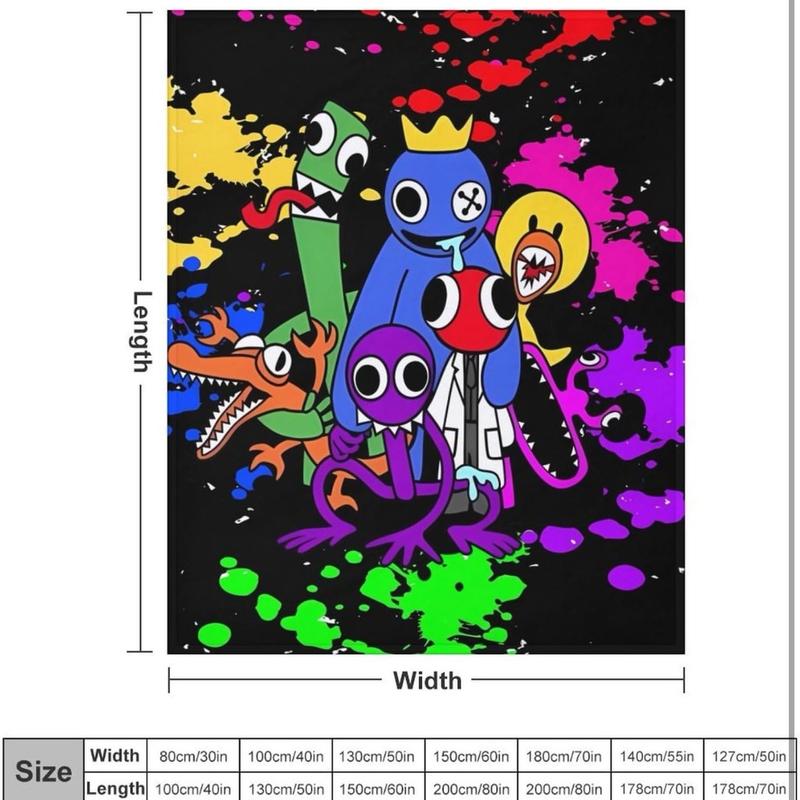 Length
Width
Size
Width 80cm/30in 100cm/40in 130cm/50in 150cm/60in 180cm/70in 140cm/55in 127cm/50in
Length 100cm/40in 130cm/50in 150cm/60in 200cm/80in 200cm/80in 178cm/70in 178cm/70in